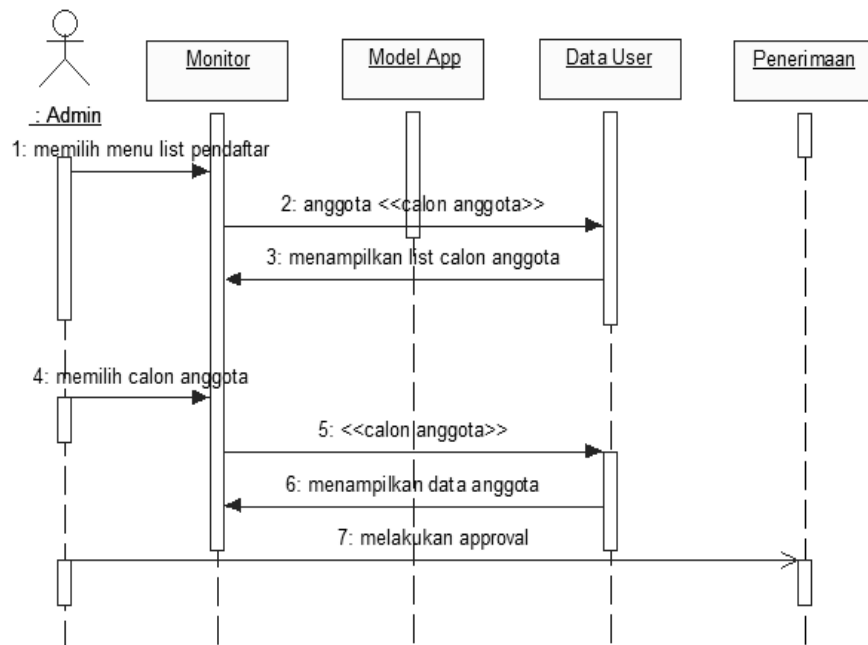 Monitor
Model App
Data User
Penerimaan
: Admin
1: memilih menu list pendaftar
2: anggota <<calon anggota>>
3: menampilkan list calon anggota
4: memilih calon anggota
5: <<calon anggota>>
6: menampilkan data anggota
7: melakukan approval